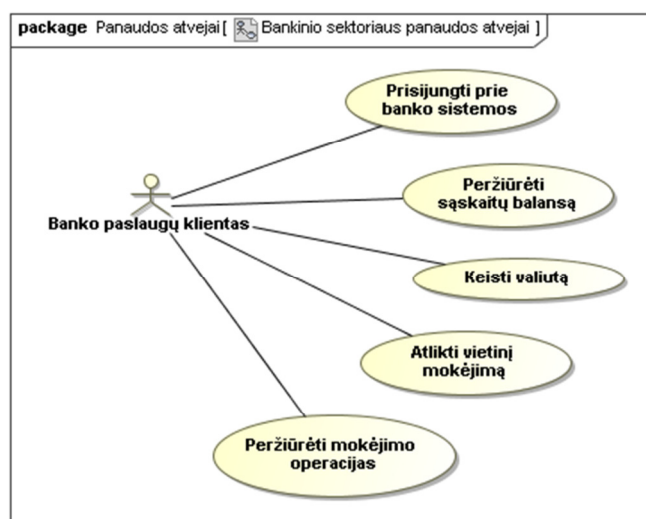 package Panaudos atvejai [ Bankinio sektoriaus panaudos atvejai ]
Prisijungti prie
banko sistemos
Peržiūrėti
sąskaitų balansą
Banko paslaugų klientas
Keisti valiutą
Atlikti vietinį
mokėjimą
Peržiūrėti mokėjimo
operacijas